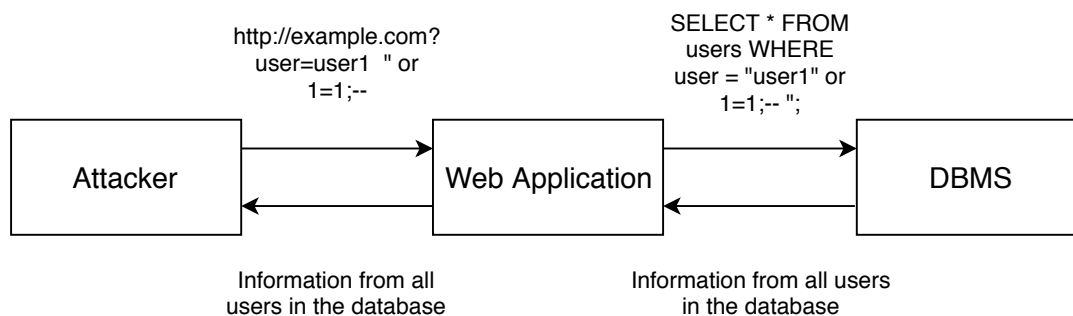 http://example.com?
user=user1  " or
1=1;--
SELECT * FROM
users WHERE
user = "user1" or
1=1;-- ";
Attacker
Web Application
DBMS
Information from all
users in the database
Information from all users
in the database